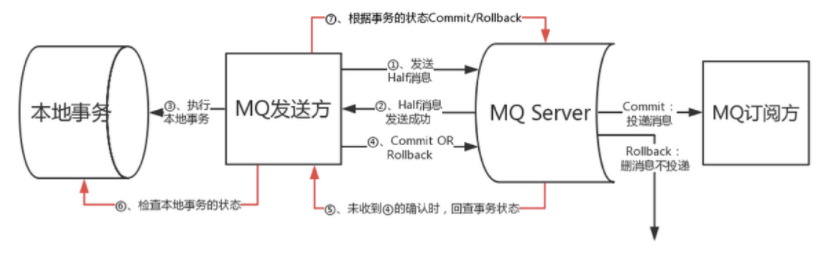 ⑦、根据事务的状态Commit/Rollback
①、发送
Half消息
本地事务
③、执行
本地事务
MQ发送方
②、Half消息
发送成功
MQ Server
Commit：
投递消息
MQ订阅方
④、Commit OR
Rollback
Rollback：
删消息不投递
⑥、检查本地事务的状态
⑤、未收到④的确认时，回查事务状态